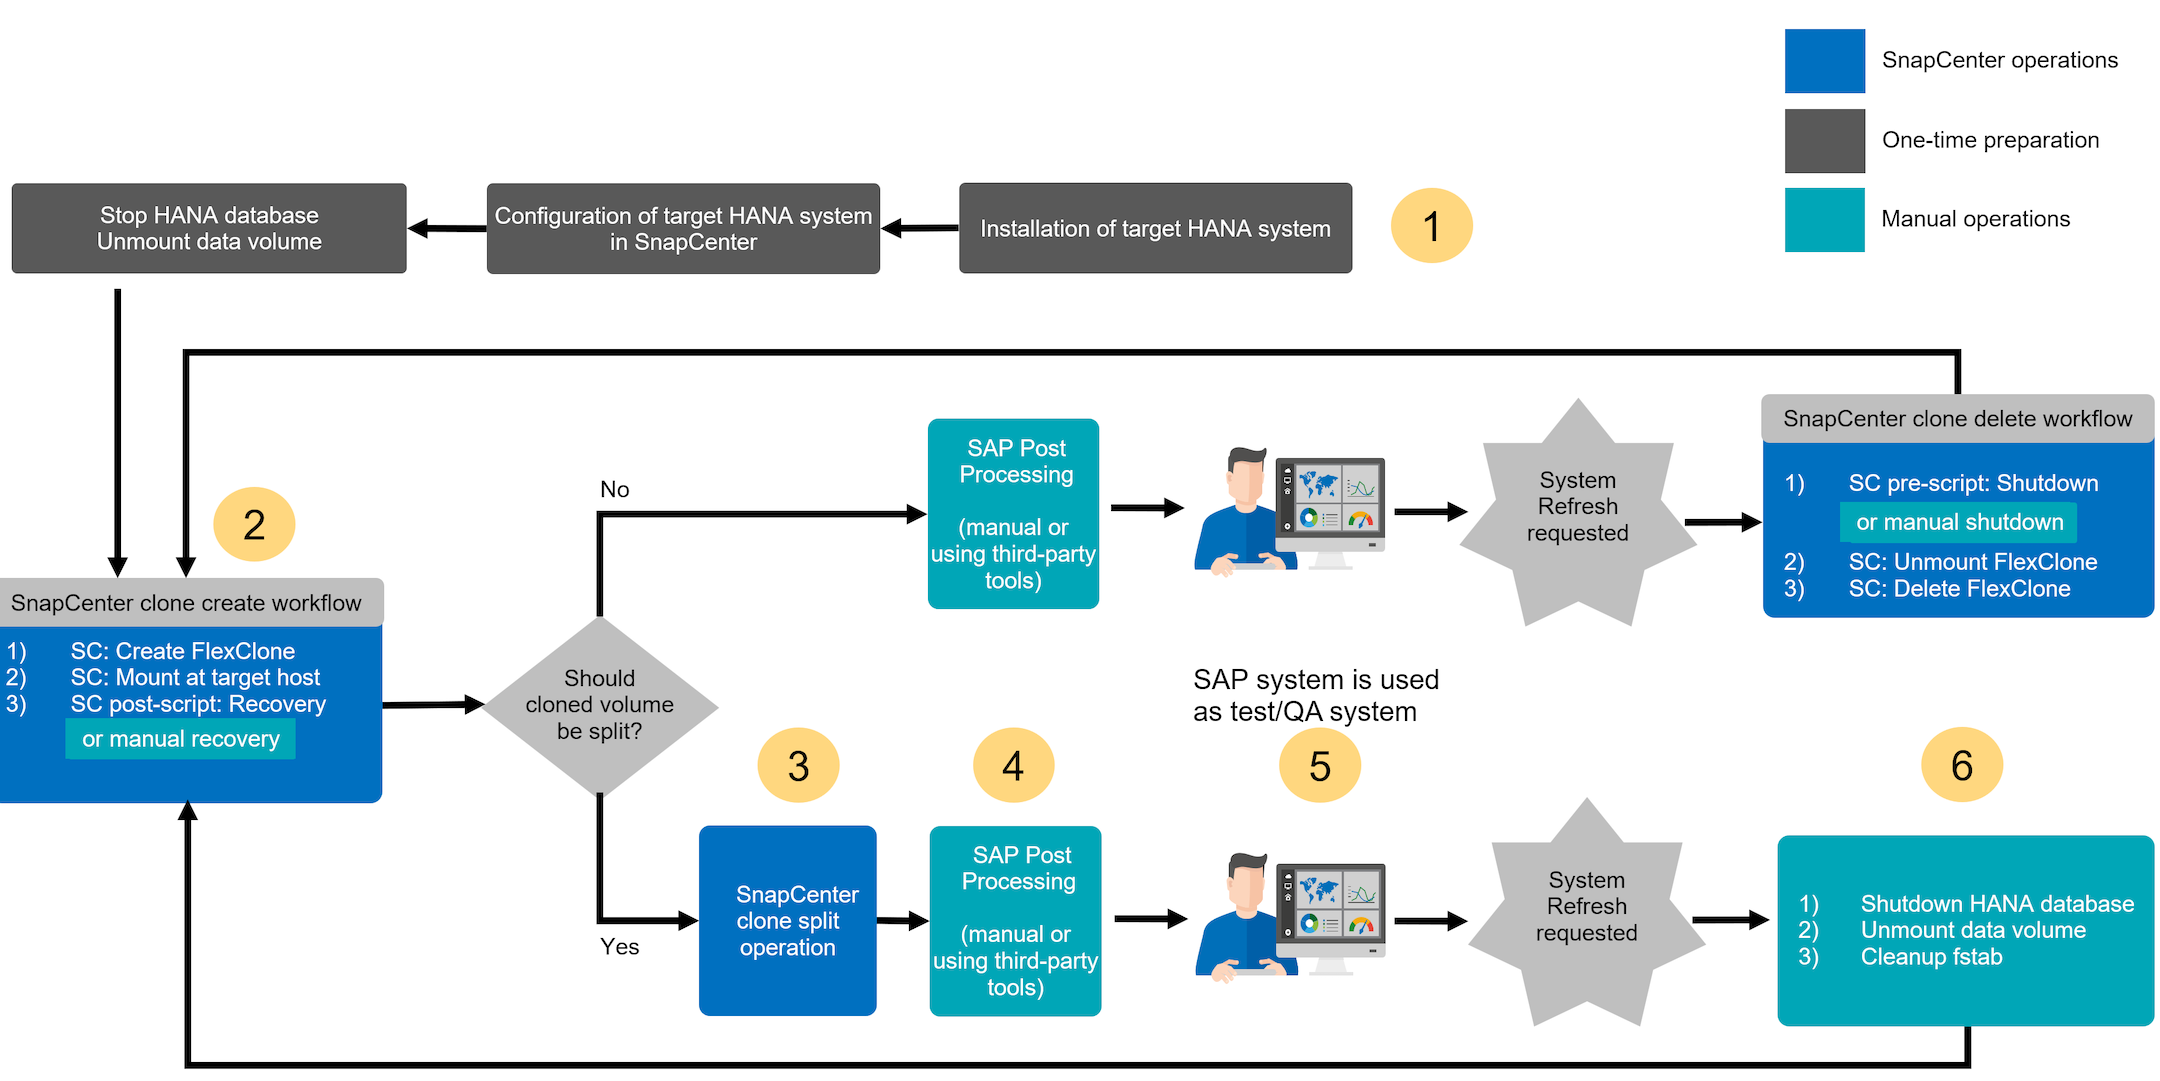 SnapCenter operations
One-time preparation
Manual operations
Stop HANA database
Unmount data volume
Configuration of target HANA system
in SnapCenter
Installation of target HANA system
1
SnapCenter clone delete workflow
1) SC pre-script: Shutdown
or manual shutdown
2) SC: Unmount FlexClone
3) SC: Delete FlexClone
SAP Post
Processing
(manual or
using third-party
tools)
System
Refresh
requested
No
2
SnapCenter clone create workflow
1) SC: Create FlexClone
2) SC: Mount at target host
3) SC post-script: Recovery
or manual recovery
Should
cloned volume
be split?
SAP system is used
as test/QA system
3
4
5
6
Yes
SnapCenter
clone split
operation
SAP Post
Processing
(manual or
using third-party
tools)
System
Refresh
requested
1) Shutdown HANA database
2) Unmount data volume
3) Cleanup fstab